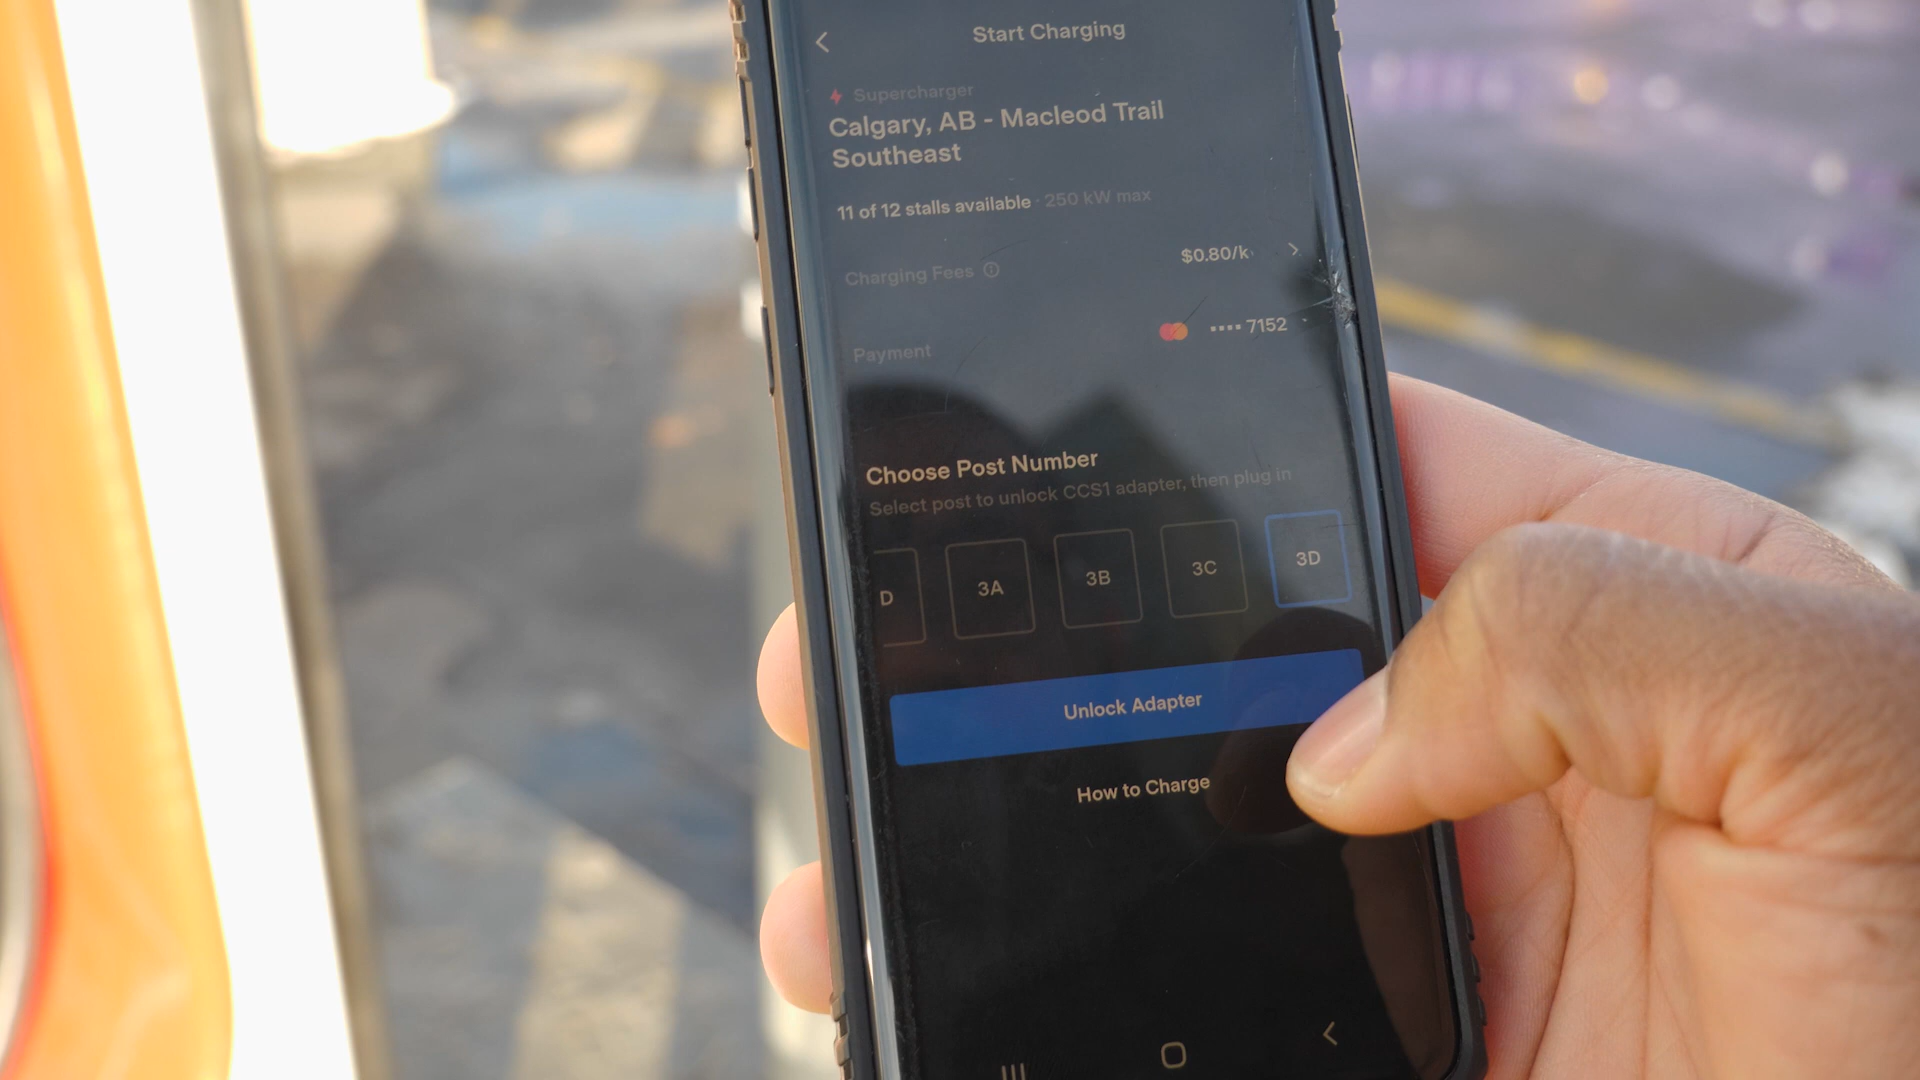 Start Charging
Supercharger
Calgary, AB - Macleod Trail
Southeast
11 of 12 stalls available · 250 kW max
Charging Fees
$0.80/k
Payment
•••• 7152
Choose Post Number
Select post to unlock CCS1 adapter, then plug in
D 3A 3B 3C 3D
Unlock Adapter
How to Charge